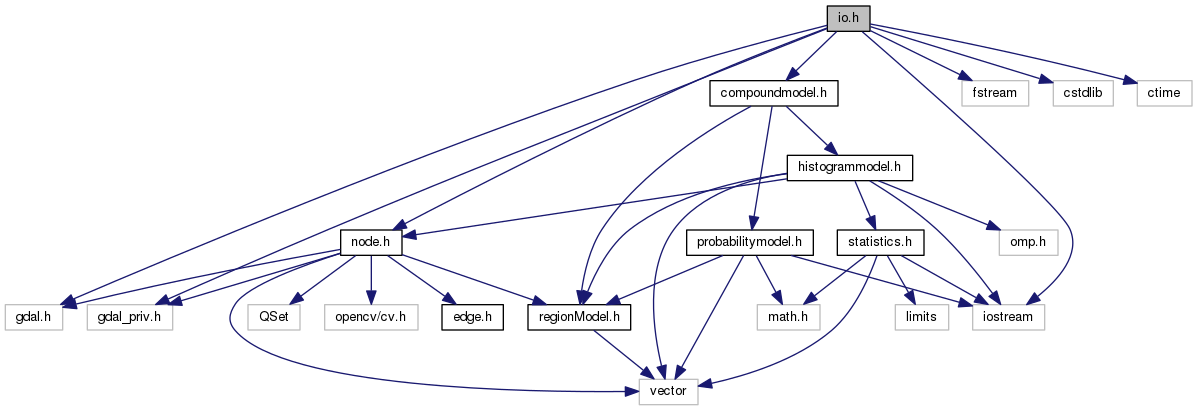 io.h
compoundmodel.h
fstream
cstdlib
ctime
histogrammodel.h
node.h
probabilitymodel.h
statistics.h
omp.h
gdal.h
gdal_priv.h
QSet
opencv/cv.h
edge.h
regionModel.h
math.h
limits
iostream
vector